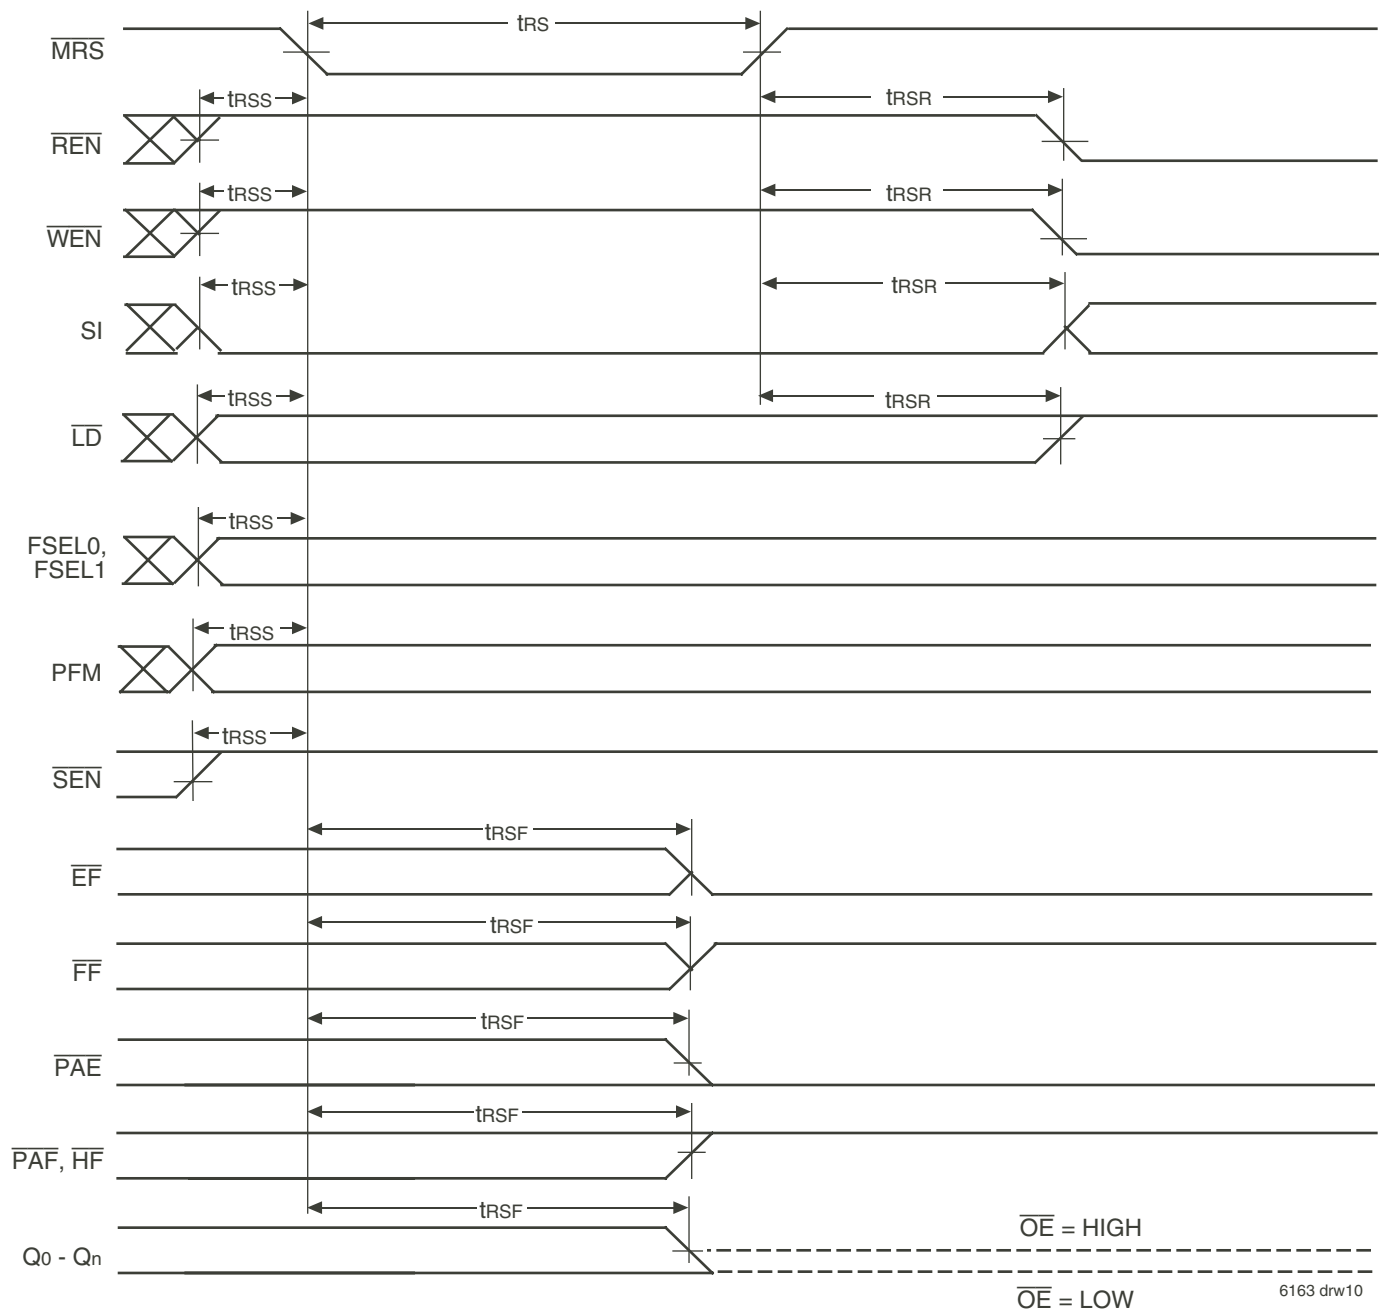 tRS
MRS
tRSS tRSR
REN
tRSS tRSR
WEN
tRSS tRSR
SI
tRSS tRSR
LD
tRSS
FSEL0,
FSEL1
tRSS
PFM
tRSS
SEN
tRSF
EF
tRSF
FF
tRSF
PAE
tRSF
PAF, HF
tRSF
OE = HIGH
Q0 - Qn
OE = LOW
6163 drw10